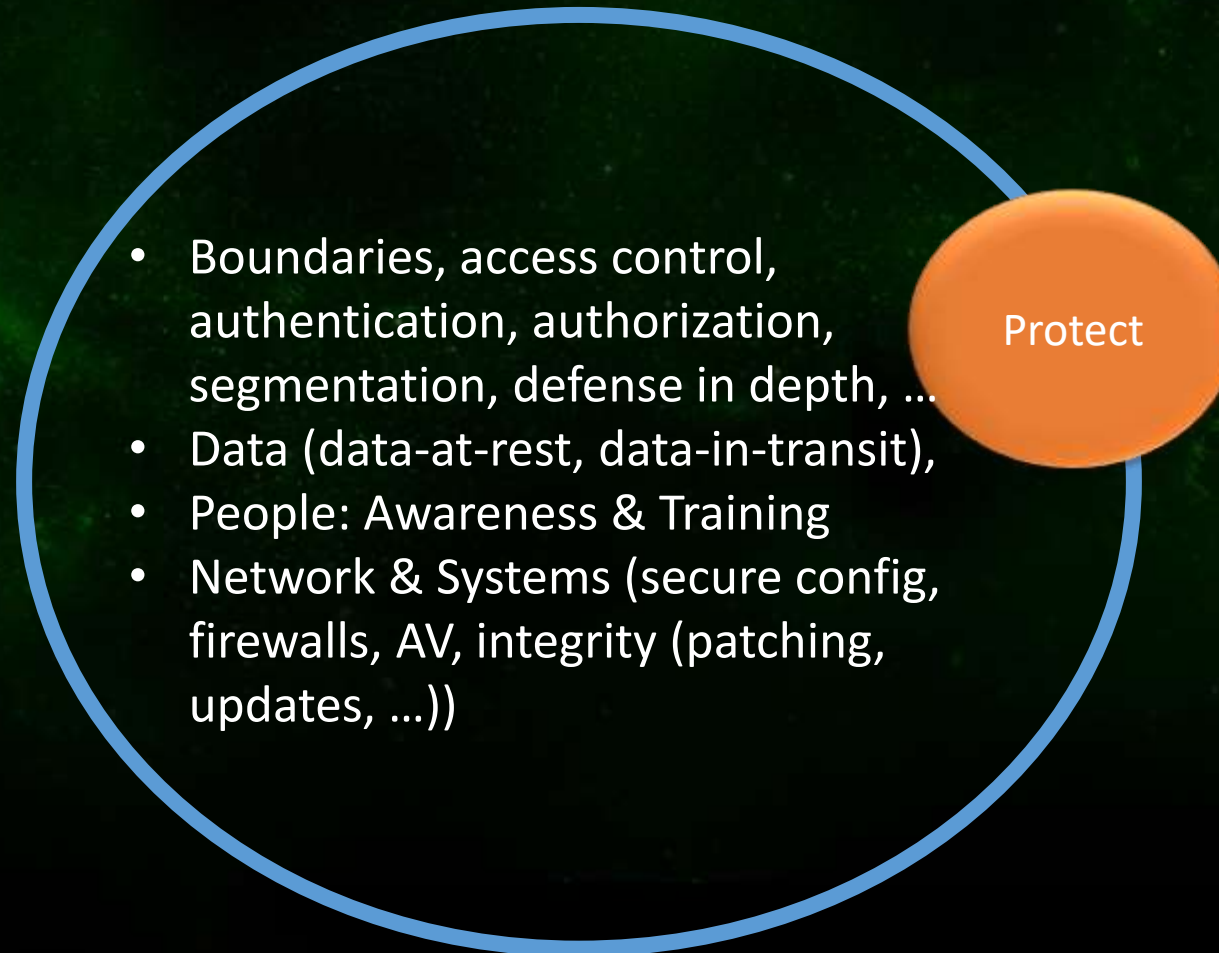 • Boundaries, access control,
authentication, authorization,
segmentation, defense in depth, …
• Data (data-at-rest, data-in-transit),
• People: Awareness & Training
• Network & Systems (secure config,
firewalls, AV, integrity (patching,
updates, …))
Protect